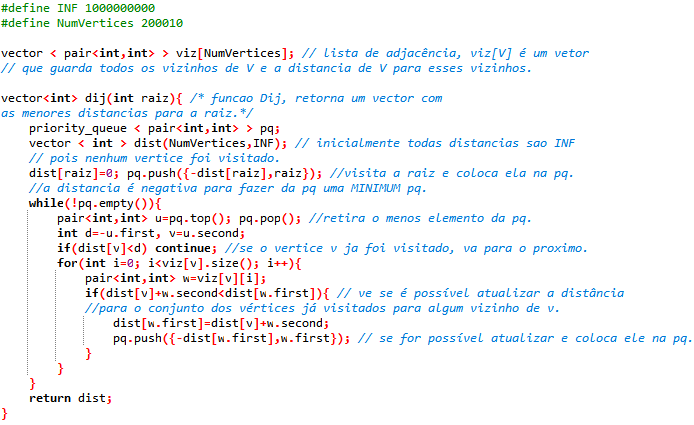 #define INF 1000000000
#define NumVertices 200010

vector < pair<int,int> > viz[NumVertices]; // lista de adjacência, viz[V] é um vetor
// que guarda todos os vizinhos de V e a distancia de V para esses vizinhos.

vector<int> dij(int raiz){ /* funcao Dij, retorna um vector com
as menores distancias para a raiz.*/
    priority_queue < pair<int,int> > pq;
    vector < int > dist(NumVertices,INF); // inicialmente todas distancias sao INF
    // pois nenhum vertice foi visitado.
    dist[raiz]=0; pq.push({-dist[raiz],raiz}); //visita a raiz e coloca ela na pq.
    //a distancia é negativa para fazer da pq uma MINIMUM pq.
    while(!pq.empty()){
        pair<int,int> u=pq.top(); pq.pop(); //retira o menos elemento da pq.
        int d=-u.first, v=u.second;
        if(dist[v]<d) continue; //se o vertice v ja foi visitado, va para o proximo.
        for(int i=0; i<viz[v].size(); i++){
            pair<int,int> w=viz[v][i];
            if(dist[v]+w.second<dist[w.first]){ // ve se é possível atualizar a distância
            //para o conjunto dos vértices já visitados para algum vizinho de v.
                dist[w.first]=dist[v]+w.second;
                pq.push({-dist[w.first],w.first}); // se for possível atualizar e coloca ele na pq.
            }
        }
    }
    return dist;
}